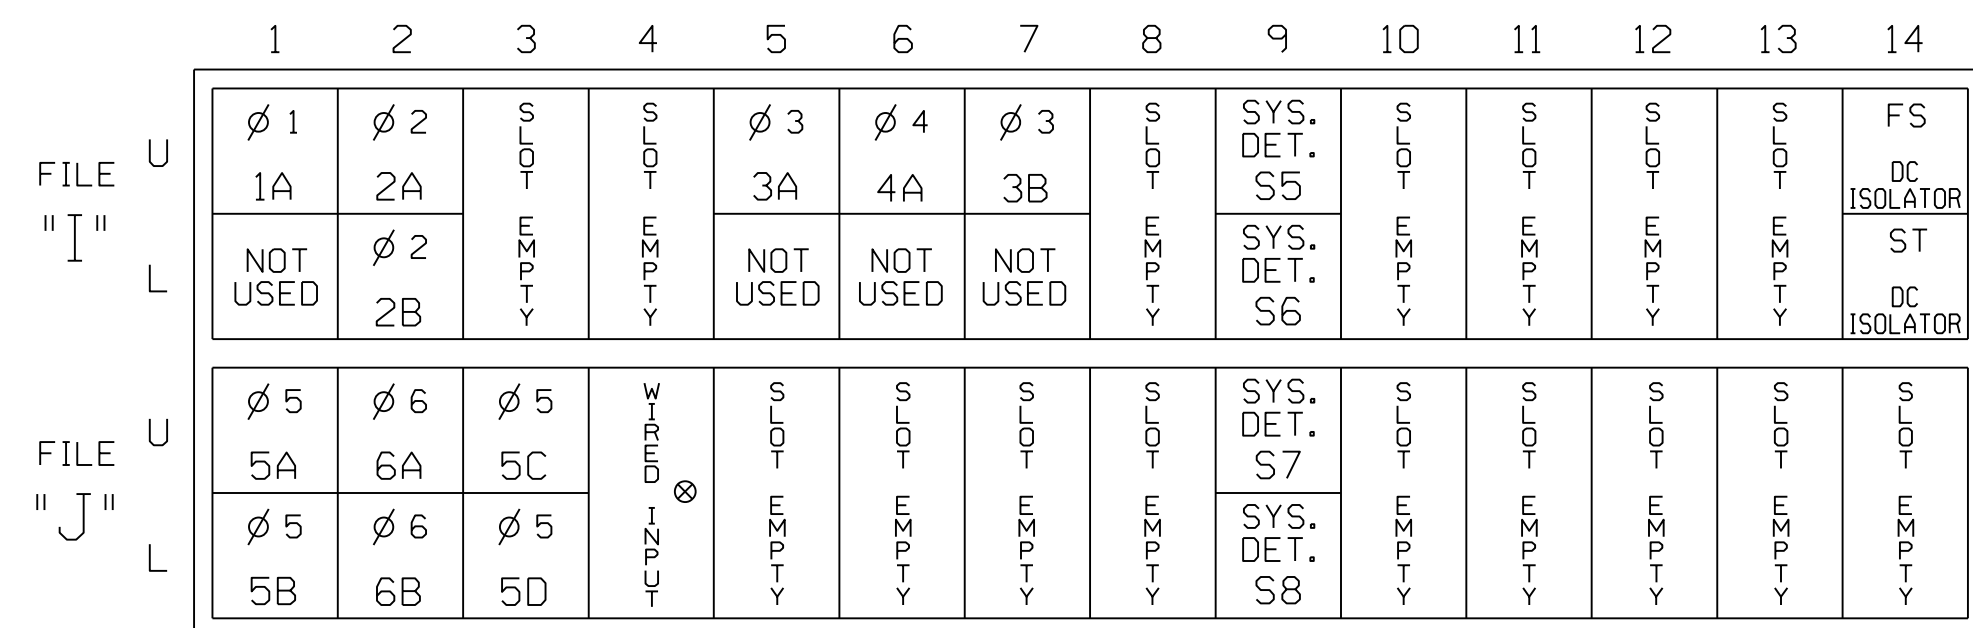 1 2 3 4 5 6 7 8 9 10 11 12 13 14
FILE "I"
U
L
Ø 1
1A
Ø 2
2A
SLOT EMPTY
SLOT EMPTY
Ø 3
3A
Ø 4
4A
Ø 3
3B
SLOT EMPTY
SYS. DET. S5
SLOT EMPTY
SLOT EMPTY
SLOT EMPTY
SLOT EMPTY
FS
DC ISOLATOR
NOT USED
Ø 2
2B
NOT USED
NOT USED
NOT USED
SYS. DET. S6
ST
DC ISOLATOR
FILE "J"
U
L
Ø 5
5A
Ø 6
6A
Ø 5
5C
WIRED INPUT
⊗
SLOT EMPTY
SLOT EMPTY
SLOT EMPTY
SLOT EMPTY
SYS. DET. S7
SLOT EMPTY
SLOT EMPTY
SLOT EMPTY
SLOT EMPTY
SLOT EMPTY
Ø 5
5B
Ø 6
6B
Ø 5
5D
SYS. DET. S8